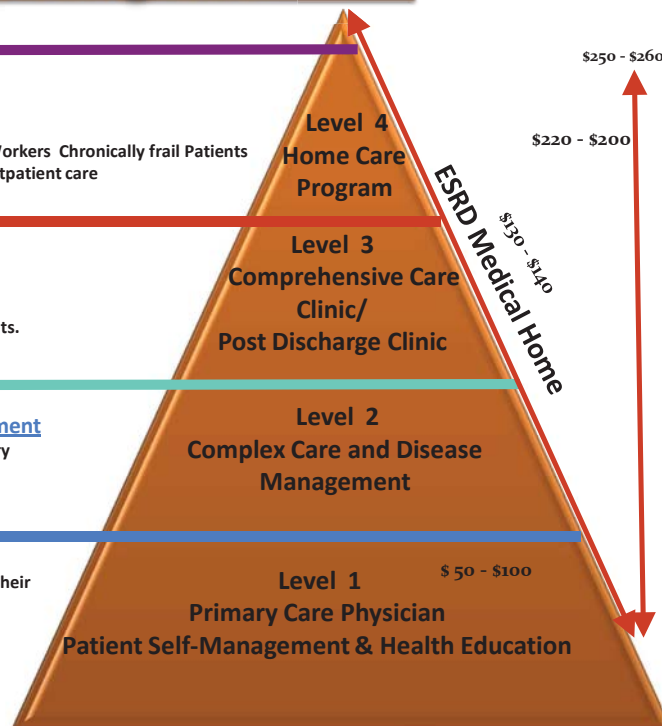 $250 - $260
Level 4
Home Care
Program
$220 - $200
Workers Chronically frail Patients
tpatient care
ESRD Medical Home
$130 - $140
Level 3
Comprehensive Care
Clinic/
Post Discharge Clinic
ts.
Level 2
Complex Care and Disease
Management
ment
ry
Level 1
$ 50 - $100
Primary Care Physician
Patient Self-Management & Health Education
heir